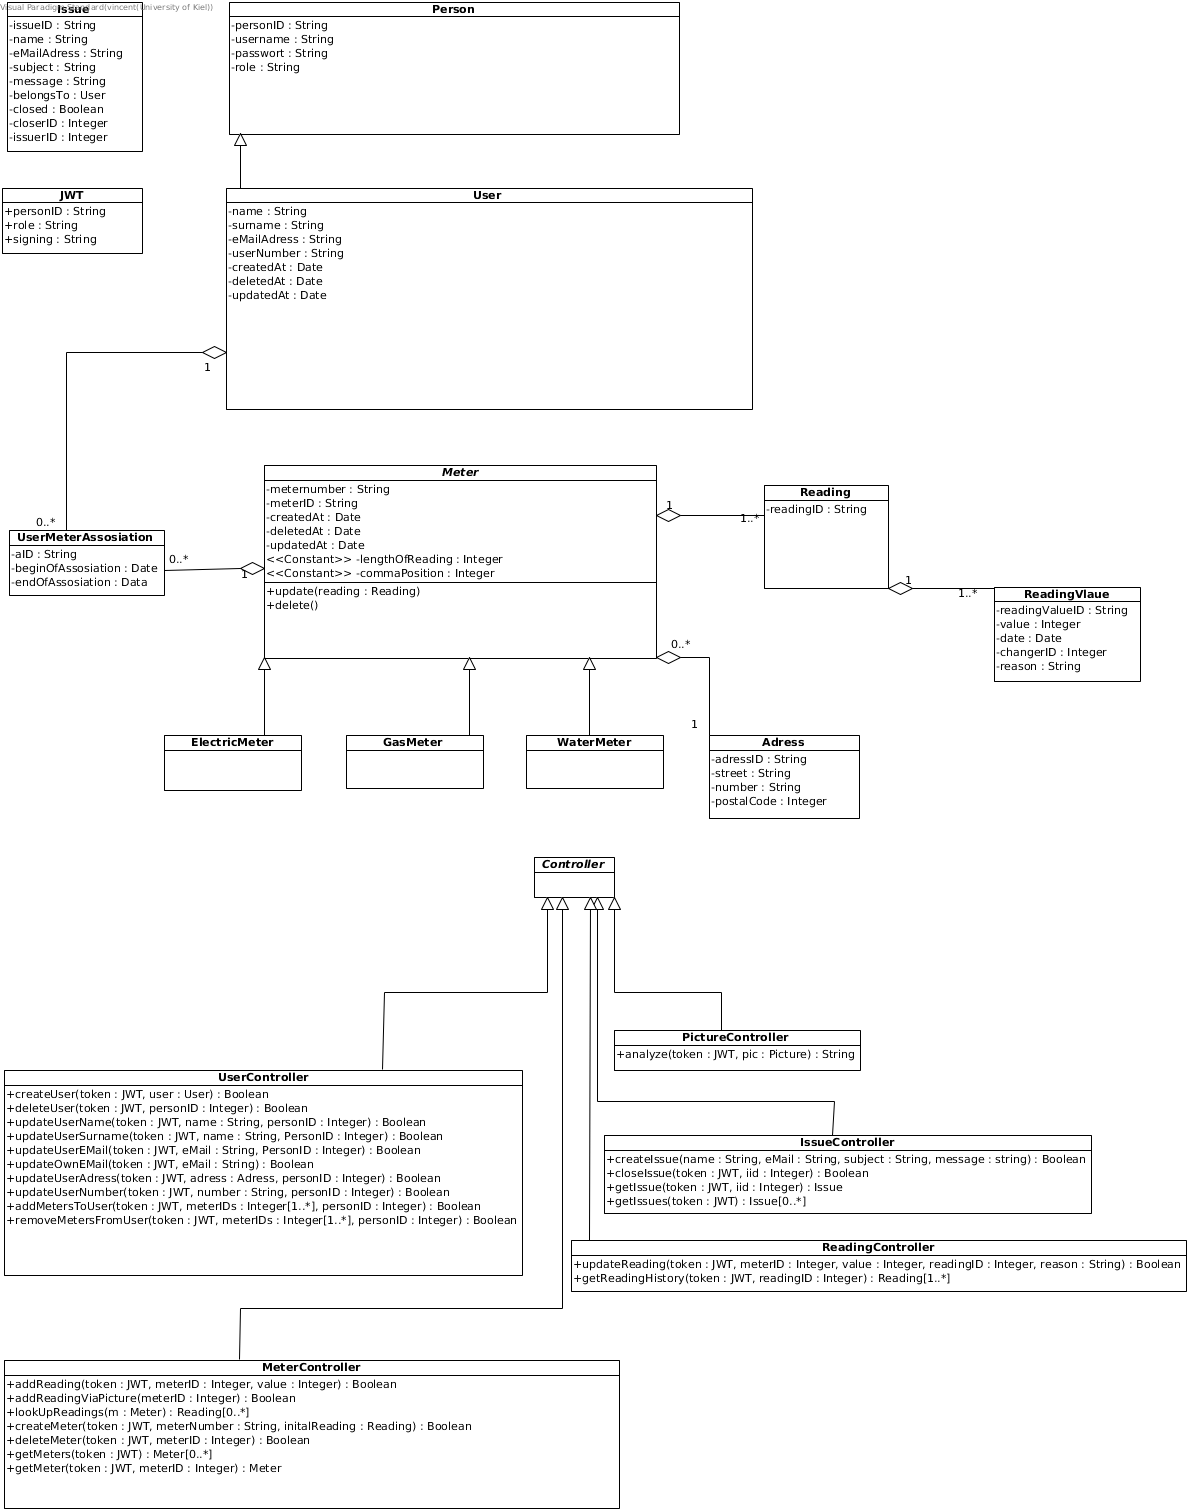 Visual Paradigm Standard(vincent(University of Kiel))
Issue
-issueID : String
-name : String
-eMailAdress : String
-subject : String
-message : String
-belongsTo : User
-closed : Boolean
-closerID : Integer
-issuerID : Integer
Person
-personID : String
-username : String
-passwort : String
-role : String
JWT
+personID : String
+role : String
+signing : String
User
-name : String
-surname : String
-eMailAdress : String
-userNumber : String
-createdAt : Date
-deletedAt : Date
-updatedAt : Date
1
0..*
UserMeterAssosiation
-aID : String
-beginOfAssosiation : Date
-endOfAssosiation : Data
0..*
1
Meter
-meternumber : String
-meterID : String
-createdAt : Date
-deletedAt : Date
-updatedAt : Date
<<Constant>> -lengthOfReading : Integer
<<Constant>> -commaPosition : Integer
+update(reading : Reading)
+delete()
1
1..*
Reading
-readingID : String
1
1..*
ReadingVlaue
-readingValueID : String
-value : Integer
-date : Date
-changerID : Integer
-reason : String
0..*
1
ElectricMeter
GasMeter
WaterMeter
Adress
-adressID : String
-street : String
-number : String
-postalCode : Integer
Controller
PictureController
+analyze(token : JWT, pic : Picture) : String
UserController
+createUser(token : JWT, user : User) : Boolean
+deleteUser(token : JWT, personID : Integer) : Boolean
+updateUserName(token : JWT, name : String, personID : Integer) : Boolean
+updateUserSurname(token : JWT, name : String, PersonID : Integer) : Boolean
+updateUserEMail(token : JWT, eMail : String, PersonID : Integer) : Boolean
+updateOwnEMail(token : JWT, eMail : String) : Boolean
+updateUserAdress(token : JWT, adress : Adress, personID : Integer) : Boolean
+updateUserNumber(token : JWT, number : String, personID : Integer) : Boolean
+addMetersToUser(token : JWT, meterIDs : Integer[1..*], personID : Integer) : Boolean
+removeMetersFromUser(token : JWT, meterIDs : Integer[1..*], personID : Integer) : Boolean
IssueController
+createIssue(name : String, eMail : String, subject : String, message : string) : Boolean
+closeIssue(token : JWT, iid : Integer) : Boolean
+getIssue(token : JWT, iid : Integer) : Issue
+getIssues(token : JWT) : Issue[0..*]
ReadingController
+updateReading(token : JWT, meterID : Integer, value : Integer, readingID : Integer, reason : String) : Boolean
+getReadingHistory(token : JWT, readingID : Integer) : Reading[1..*]
MeterController
+addReading(token : JWT, meterID : Integer, value : Integer) : Boolean
+addReadingViaPicture(meterID : Integer) : Boolean
+lookUpReadings(m : Meter) : Reading[0..*]
+createMeter(token : JWT, meterNumber : String, initalReading : Reading) : Boolean
+deleteMeter(token : JWT, meterID : Integer) : Boolean
+getMeters(token : JWT) : Meter[0..*]
+getMeter(token : JWT, meterID : Integer) : Meter